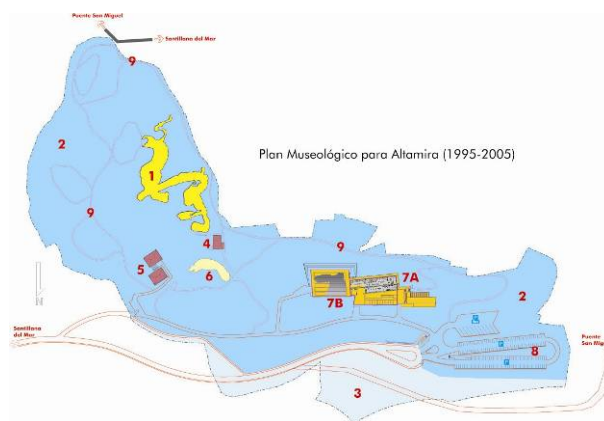 Puente San Miguel
Santillana del Mar
9
2
Plan Museológico para Altamira (1995-2005)
1
9
4
9
5
6
7A
7B
2
N
Santillana
del Mar
P
Puente
San Mig
P
8
P
3